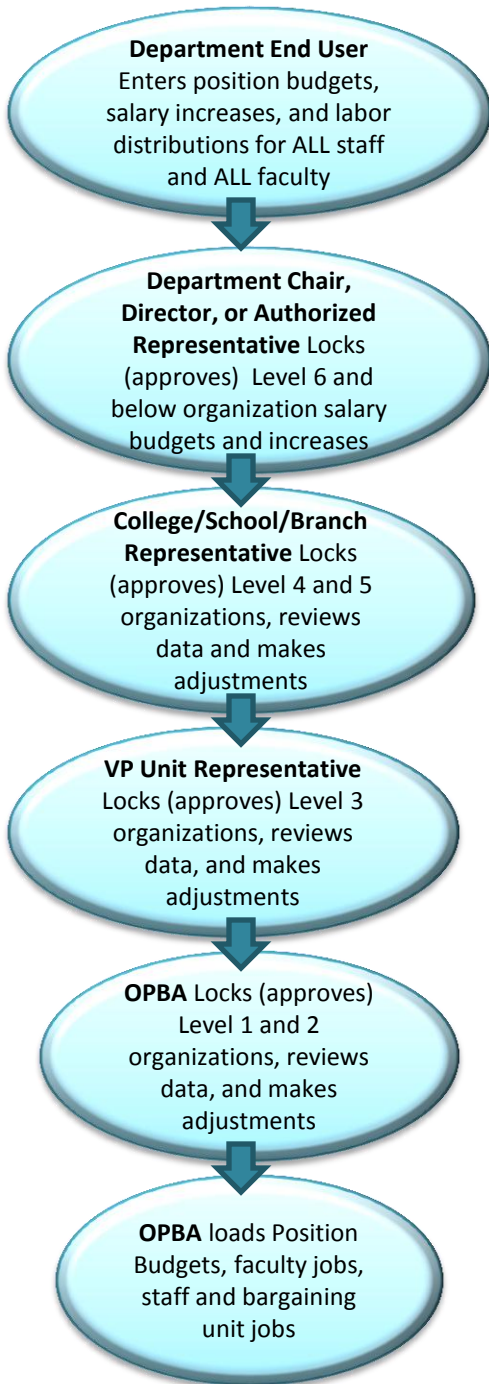 Department End User
Enters position budgets,
salary increases, and labor
distributions for ALL staff
and ALL faculty
Department Chair,
Director, or Authorized
Representative Locks
(approves) Level 6 and
below organization salary
budgets and increases
College/School/Branch
Representative Locks
(approves) Level 4 and 5
organizations, reviews
data and makes
adjustments
VP Unit Representative
Locks (approves) Level 3
organizations, reviews
data, and makes
adjustments
OPBA Locks (approves)
Level 1 and 2
organizations, reviews
data, and makes
adjustments
OPBA loads Position
Budgets, faculty jobs,
staff and bargaining
unit jobs